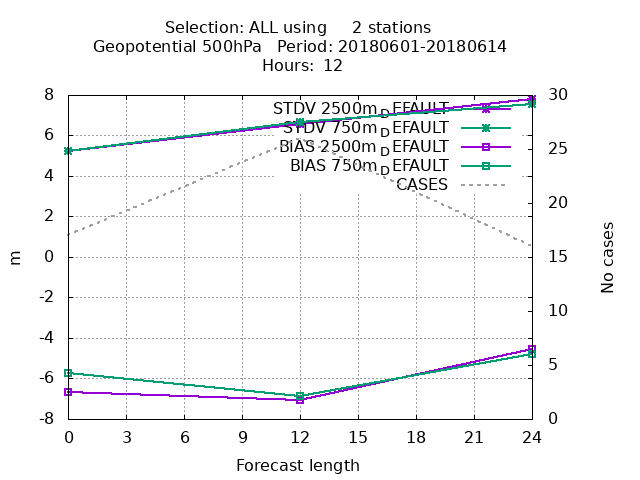 Selection: ALL using     2 stations
Geopotential 500hPa   Period: 20180601-20180614
Hours: 12
STDV 2500m_DEFAULT
STDV 750m_DEFAULT
BIAS 2500m_DEFAULT
BIAS 750m_DEFAULT
CASES
8
6
4
2
0
-2
-4
-6
-8
m
30
25
20
15
10
5
0
No cases
0 3 6 9 12 15 18 21 24
Forecast length